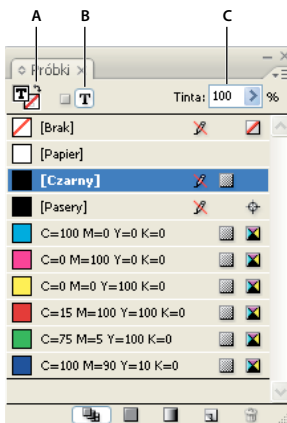 A B C
Próbki
T T Tinta: 100 %
[Brak]
[Papier]
[Czarny]
[Pasery]
C=100 M=0 Y=0 K=0
C=0 M=100 Y=0 K=0
C=0 M=0 Y=100 K=0
C=15 M=100 Y=100 K=0
C=75 M=5 Y=100 K=0
C=100 M=90 Y=10 K=0